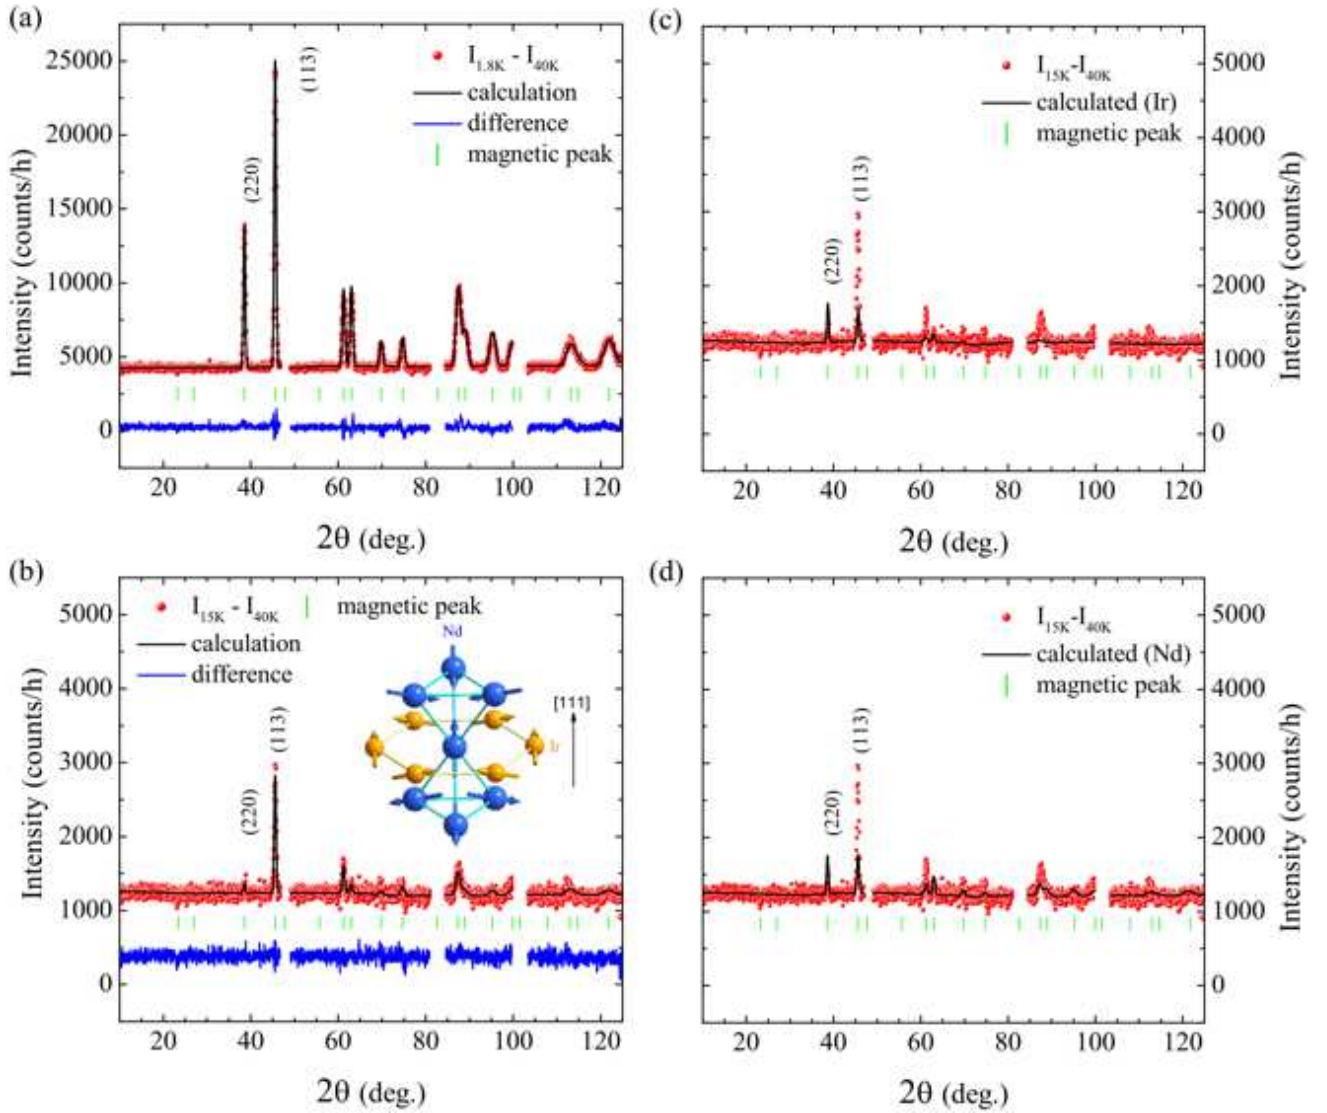 (a)
25000
20000
15000
10000
5000
0
Intensity (counts/h)
(220)
(113)
I1.8K - I40K
calculation
difference
magnetic peak
20 40 60 80 100 120
2θ (deg.)
(c)
I15K-I40K
calculated (Ir)
magnetic peak
(220)
(113)
5000
4000
3000
2000
1000
0
Intensity (counts/h)
20 40 60 80 100 120
2θ (deg.)
(b)
5000
4000
3000
2000
1000
0
Intensity (counts/h)
I15K - I40K
magnetic peak
calculation
difference
(220)
(113)
Nd
Ir
[111]
20 40 60 80 100 120
2θ (deg.)
(d)
I15K-I40K
calculated (Nd)
magnetic peak
(220)
(113)
5000
4000
3000
2000
1000
0
Intensity (counts/h)
20 40 60 80 100 120
2θ (deg.)